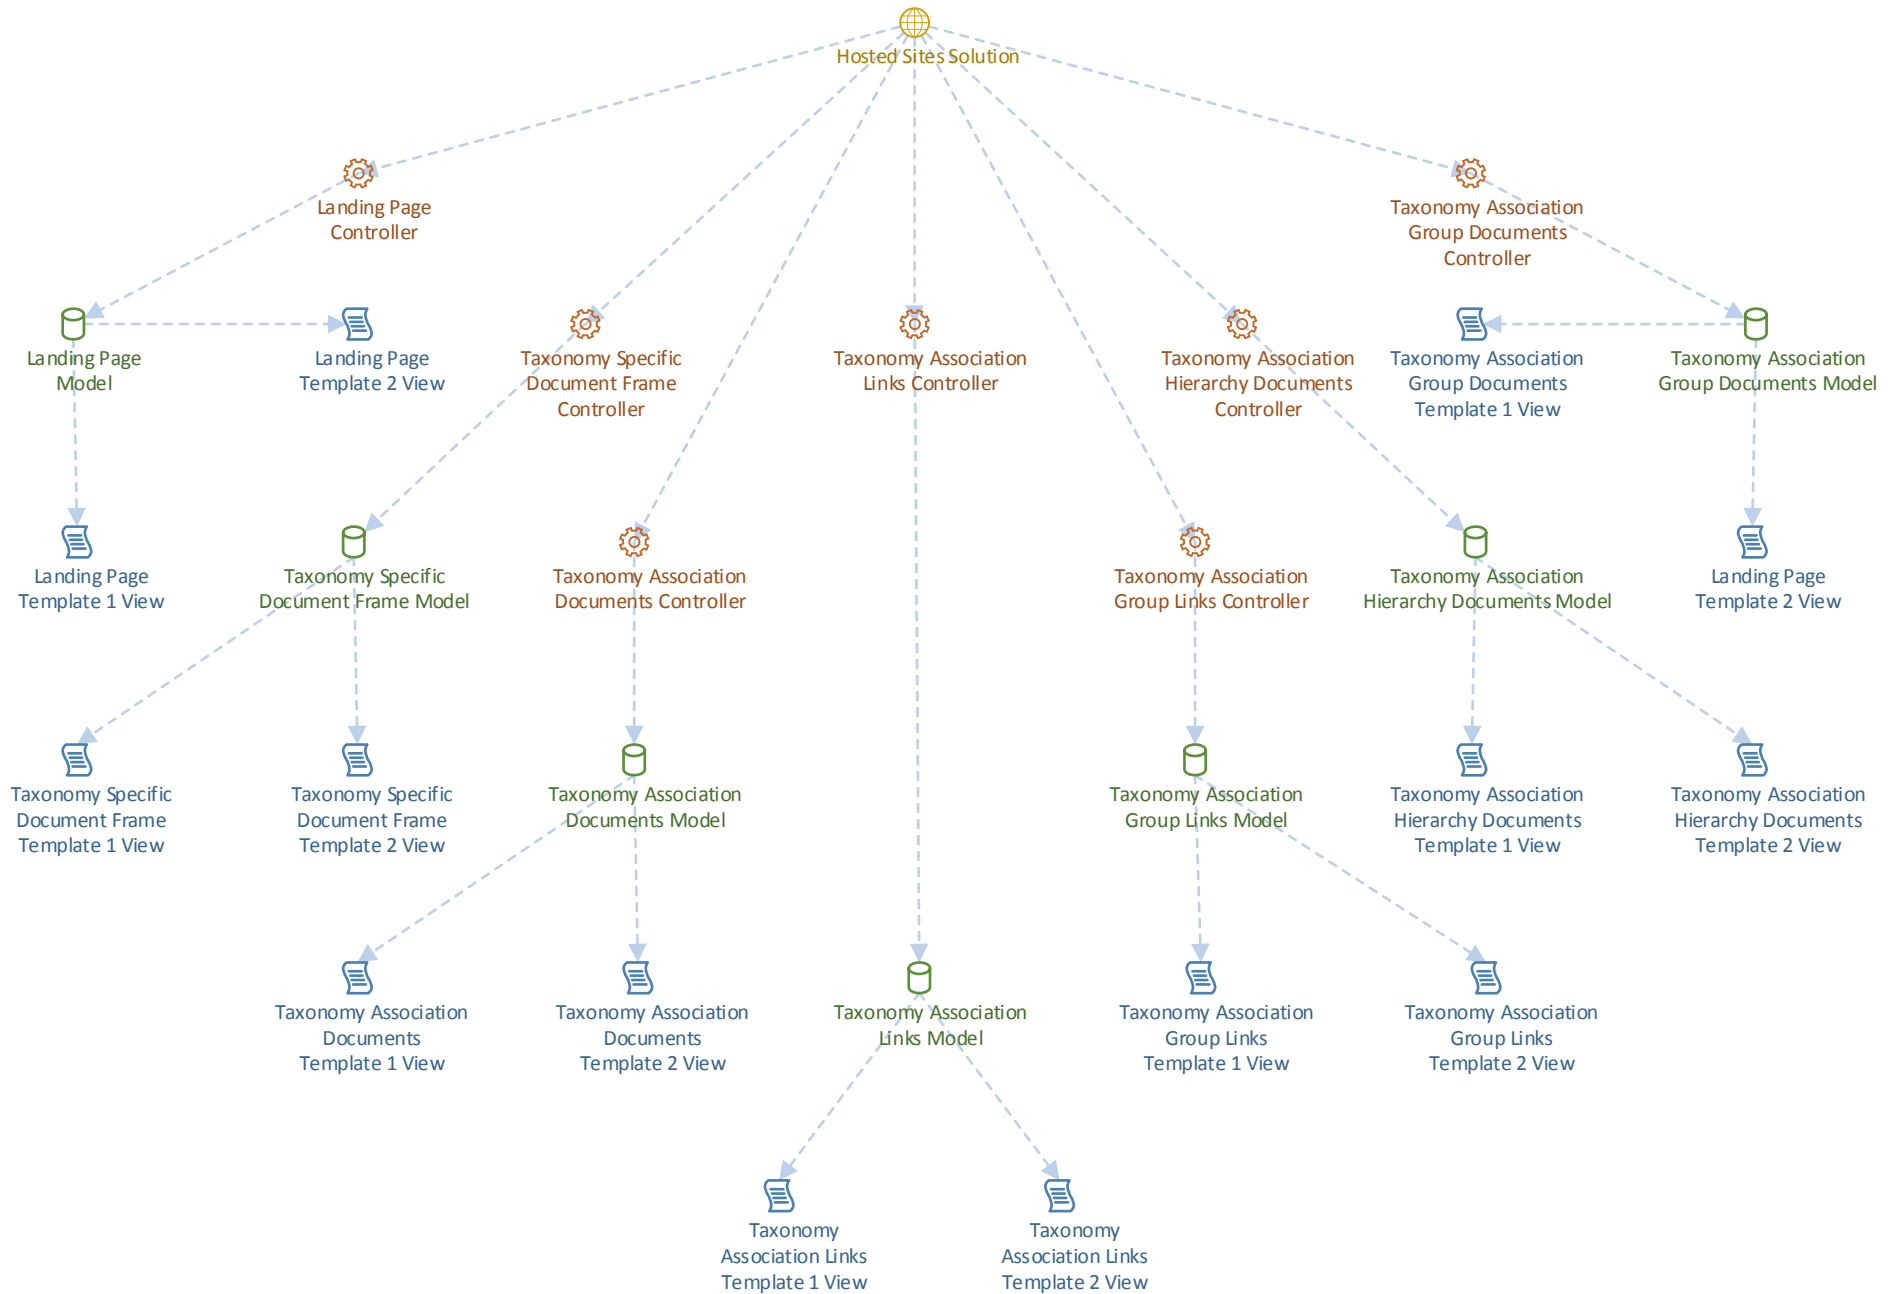 Hosted Sites Solution
Landing Page
Controller
Taxonomy Association
Group Documents
Controller
Landing Page
Model
Landing Page
Template 2 View
Taxonomy Specific
Document Frame
Controller
Taxonomy Association
Links Controller
Taxonomy Association
Hierarchy Documents
Controller
Taxonomy Association
Group Documents
Template 1 View
Taxonomy Association
Group Documents Model
Landing Page
Template 1 View
Taxonomy Specific
Document Frame Model
Taxonomy Association
Documents Controller
Taxonomy Association
Group Links Controller
Taxonomy Association
Hierarchy Documents Model
Landing Page
Template 2 View
Taxonomy Specific
Document Frame
Template 1 View
Taxonomy Specific
Document Frame
Template 2 View
Taxonomy Association
Documents Model
Taxonomy Association
Group Links Model
Taxonomy Association
Hierarchy Documents
Template 1 View
Taxonomy Association
Hierarchy Documents
Template 2 View
Taxonomy Association
Documents
Template 1 View
Taxonomy Association
Documents
Template 2 View
Taxonomy Association
Links Model
Taxonomy Association
Group Links
Template 1 View
Taxonomy Association
Group Links
Template 2 View
Taxonomy
Association Links
Template 1 View
Taxonomy
Association Links
Template 2 View